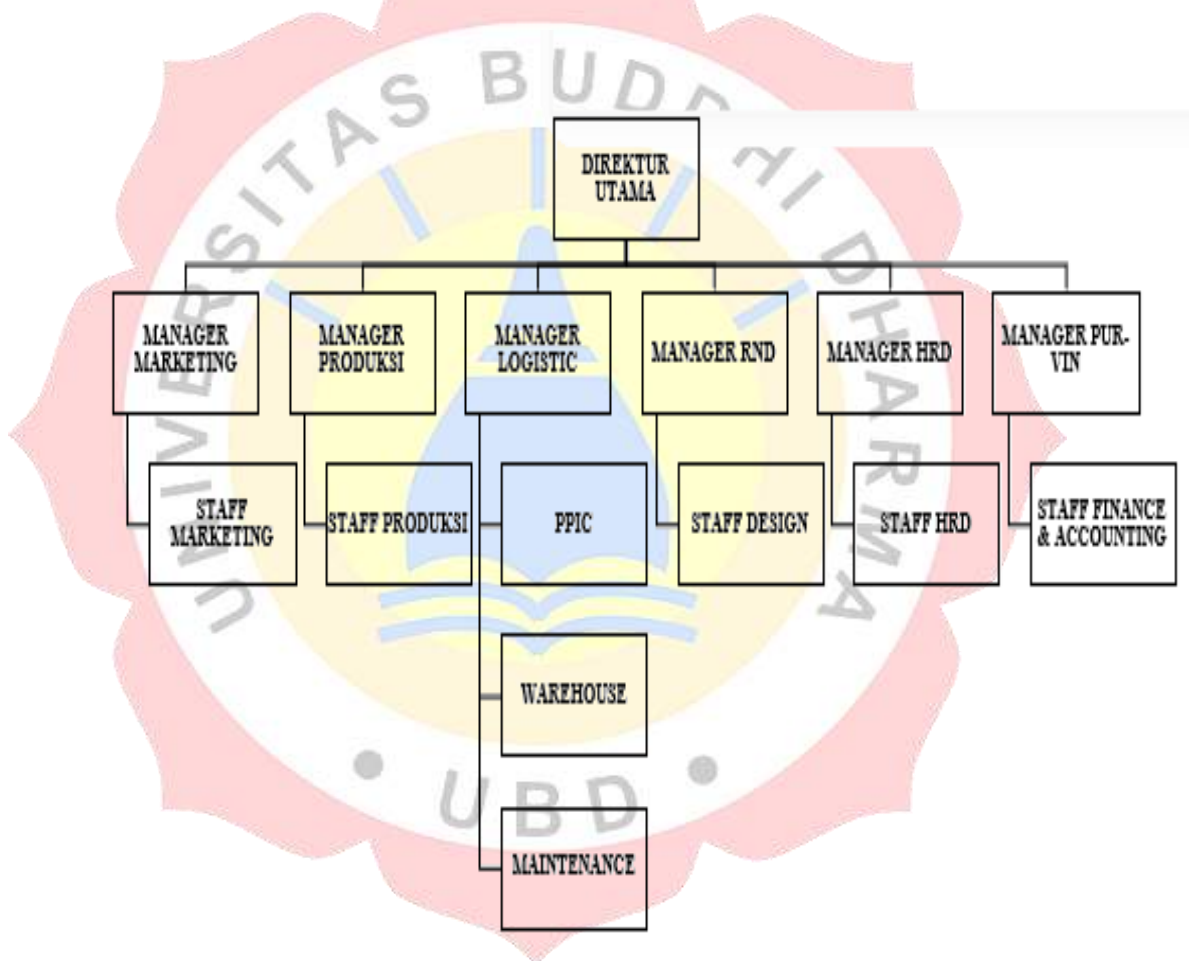 UNIVERSITAS BUDDHI DHARMA
DIREKTUR
UTAMA
MANAGER
MARKETING
MANAGER
PRODUKSI
MANAGER
LOGISTIC
MANAGER RND
MANAGER HRD
MANAGER PUR-
VIN
STAFF
MARKETING
STAFF PRODUKSI
PPIC
STAFF DESIGN
STAFF HRD
STAFF FINANCE
& ACCOUNTING
WAREHOUSE
MAINTENANCE
UBD